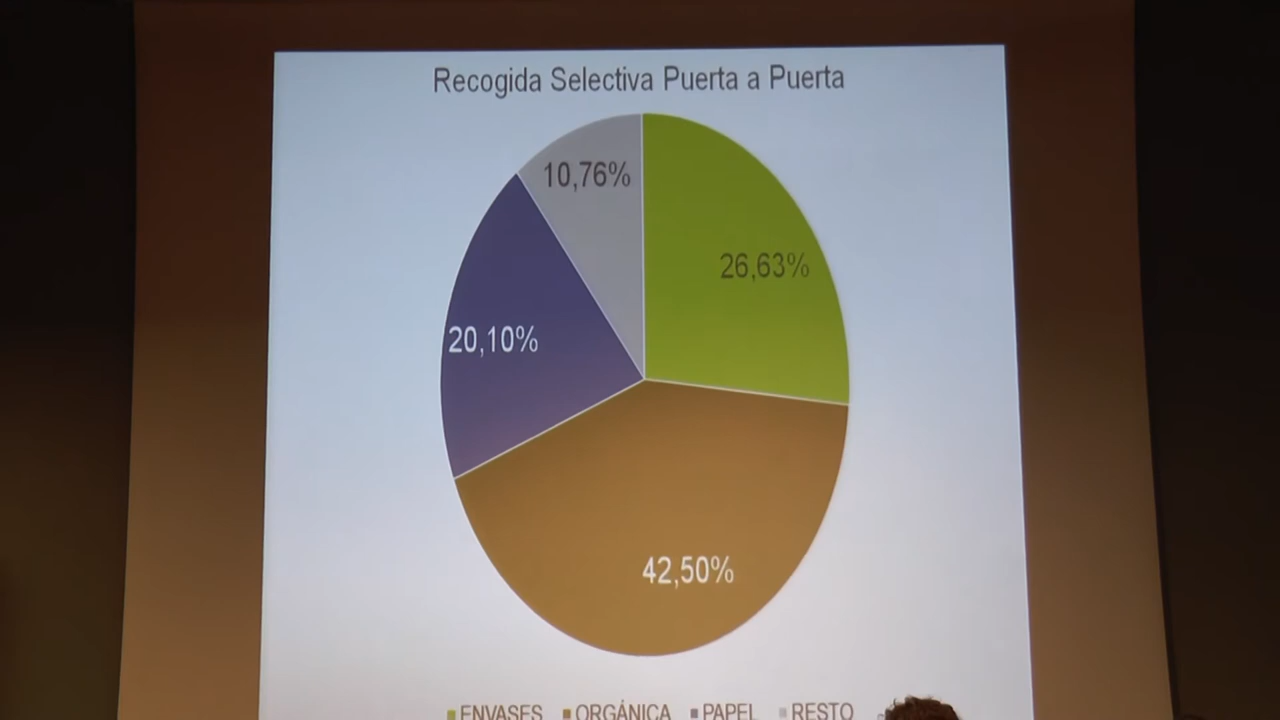 Recogida Selectiva Puerta a Puerta
10,76%
26,63%
20,10%
42,50%
ENVASES ORGÁNICA PAPEL RESTO